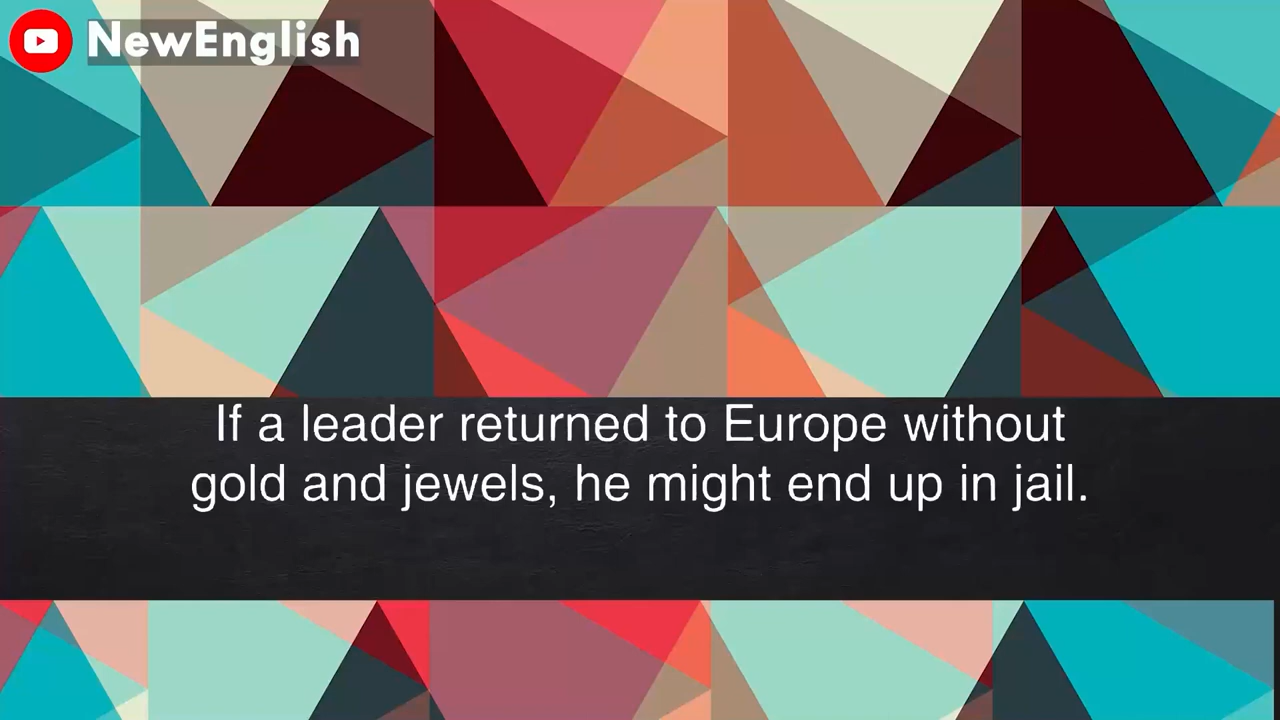 NewEnglish
If a leader returned to Europe without
gold and jewels, he might end up in jail.